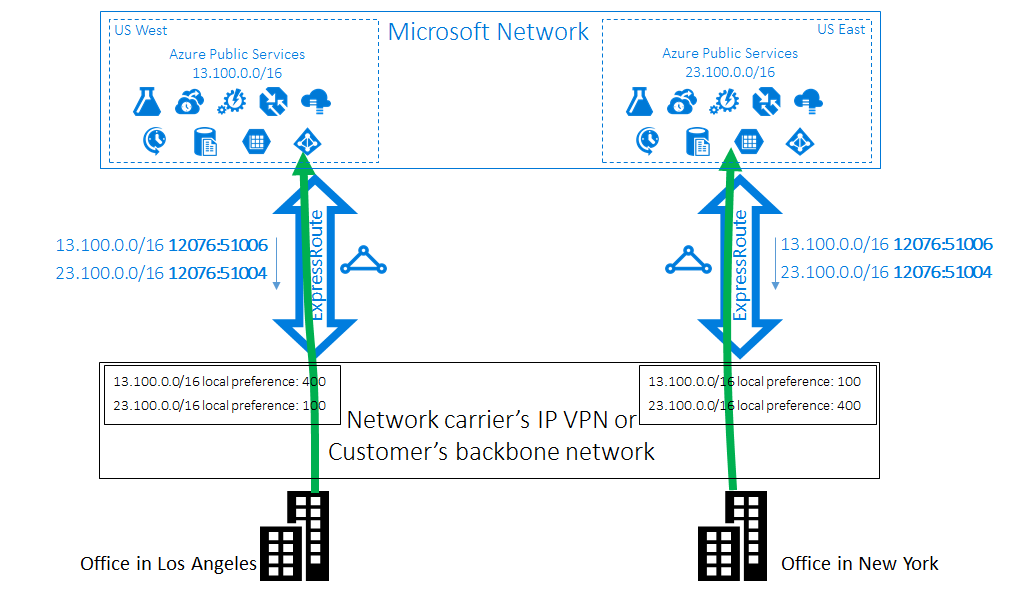 US West
Microsoft Network
US East
Azure Public Services
13.100.0.0/16
Azure Public Services
23.100.0.0/16
13.100.0.0/16 12076:51006
23.100.0.0/16 12076:51004
ExpressRoute
ExpressRoute
13.100.0.0/16 12076:51006
23.100.0.0/16 12076:51004
13.100.0.0/16 local preference: 400
23.100.0.0/16 local preference: 100
13.100.0.0/16 local preference: 100
23.100.0.0/16 local preference: 400
Network carrier's IP VPN or
Customer's backbone network
Office in Los Angeles
Office in New York